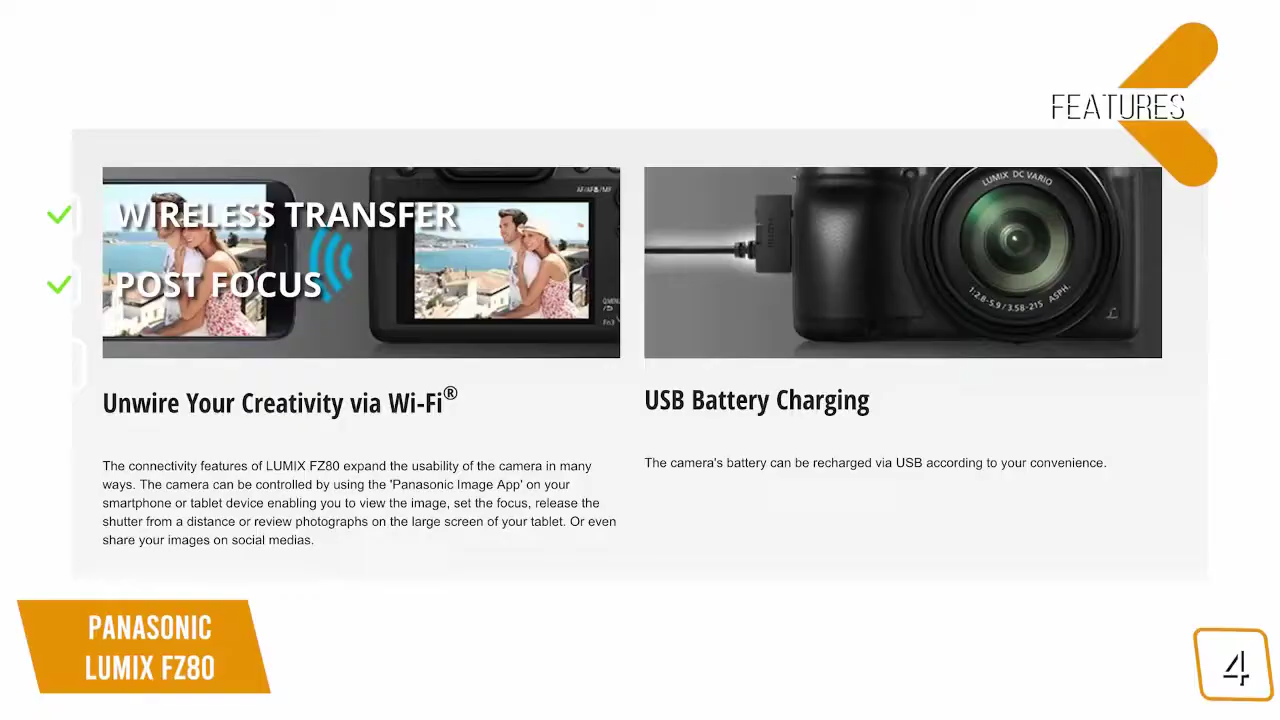 FEATURES
WIRELESS TRANSFER
POST FOCUS
AF/AF/MF
Q.MENU
Fn3
LUMIX DC VARIO
1:2.8-5.9 / 3.58-215 ASPH.
L
Unwire Your Creativity via Wi-Fi®
The connectivity features of LUMIX FZ80 expand the usability of the camera in many
ways. The camera can be controlled by using the 'Panasonic Image App' on your
smartphone or tablet device enabling you to view the image, set the focus, release the
shutter from a distance or review photographs on the large screen of your tablet. Or even
share your images on social medias.
USB Battery Charging
The camera's battery can be recharged via USB according to your convenience.
PANASONIC
LUMIX FZ80
4